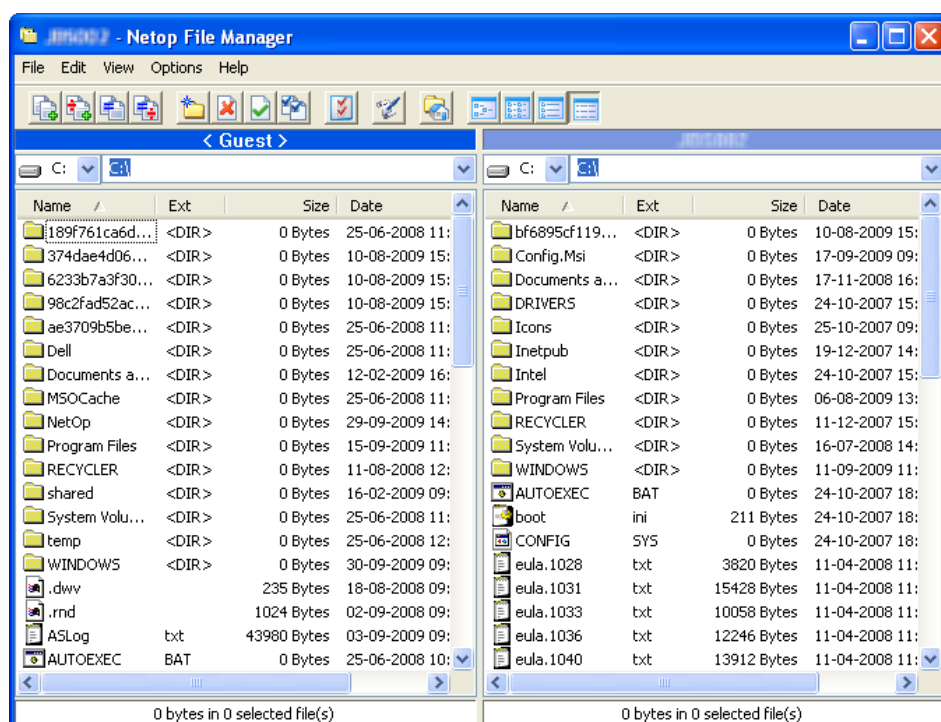 - Netop File Manager
File Edit View Options Help
< Guest >
C: C:\ C: C:\
Name Ext Size Date Name Ext Size Date
189f761ca6d... <DIR> 0 Bytes 25-06-2008 11: bf6895cf119... <DIR> 0 Bytes 10-08-2009 15:
374dae4d06... <DIR> 0 Bytes 10-08-2009 15: Config.Msi <DIR> 0 Bytes 17-09-2009 09:
6233b7a3f30... <DIR> 0 Bytes 10-08-2009 15: Documents a... <DIR> 0 Bytes 17-11-2008 16:
98c2fad52ac... <DIR> 0 Bytes 10-08-2009 15: DRIVERS <DIR> 0 Bytes 24-10-2007 15:
ae3709b5be... <DIR> 0 Bytes 25-06-2008 11: Icons <DIR> 0 Bytes 25-10-2007 09:
Dell <DIR> 0 Bytes 25-06-2008 11: Inetpub <DIR> 0 Bytes 19-12-2007 14:
Documents a... <DIR> 0 Bytes 12-02-2009 16: Intel <DIR> 0 Bytes 24-10-2007 15:
MSOCache <DIR> 0 Bytes 25-06-2008 11: Program Files <DIR> 0 Bytes 06-08-2009 13:
NetOp <DIR> 0 Bytes 29-09-2009 14: RECYCLER <DIR> 0 Bytes 11-12-2007 15:
Program Files <DIR> 0 Bytes 15-09-2009 11: System Volu... <DIR> 0 Bytes 16-07-2008 14:
RECYCLER <DIR> 0 Bytes 11-08-2008 12: WINDOWS <DIR> 0 Bytes 11-09-2009 11:
shared <DIR> 0 Bytes 16-02-2009 09: AUTOEXEC BAT 0 Bytes 24-10-2007 18:
System Volu... <DIR> 0 Bytes 25-06-2008 11: boot ini 211 Bytes 24-10-2007 18:
temp <DIR> 0 Bytes 25-06-2008 12: CONFIG SYS 0 Bytes 24-10-2007 18:
WINDOWS <DIR> 0 Bytes 30-09-2009 09: eula.1028 txt 3820 Bytes 11-04-2008 11:
.dwv 235 Bytes 18-08-2008 09: eula.1031 txt 15428 Bytes 11-04-2008 11:
.rnd 1024 Bytes 02-09-2008 09: eula.1033 txt 10058 Bytes 11-04-2008 11:
ASLog txt 43980 Bytes 03-09-2009 09: eula.1036 txt 12246 Bytes 11-04-2008 11:
AUTOEXEC BAT 0 Bytes 25-06-2008 10: eula.1040 txt 13912 Bytes 11-04-2008 11:
0 bytes in 0 selected file(s) 0 bytes in 0 selected file(s)